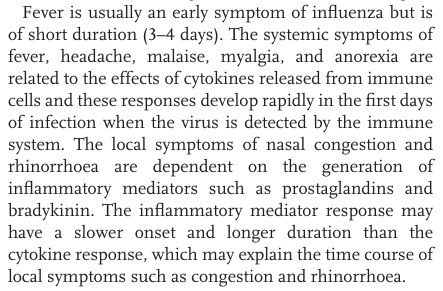 Fever is usually an early symptom of influenza but is
of short duration (3–4 days). The systemic symptoms of
fever, headache, malaise, myalgia, and anorexia are
related to the effects of cytokines released from immune
cells and these responses develop rapidly in the first days
of infection when the virus is detected by the immune
system. The local symptoms of nasal congestion and
rhinorrhoea are dependent on the generation of
inflammatory mediators such as prostaglandins and
bradykinin. The inflammatory mediator response may
have a slower onset and longer duration than the
cytokine response, which may explain the time course of
local symptoms such as congestion and rhinorrhoea.